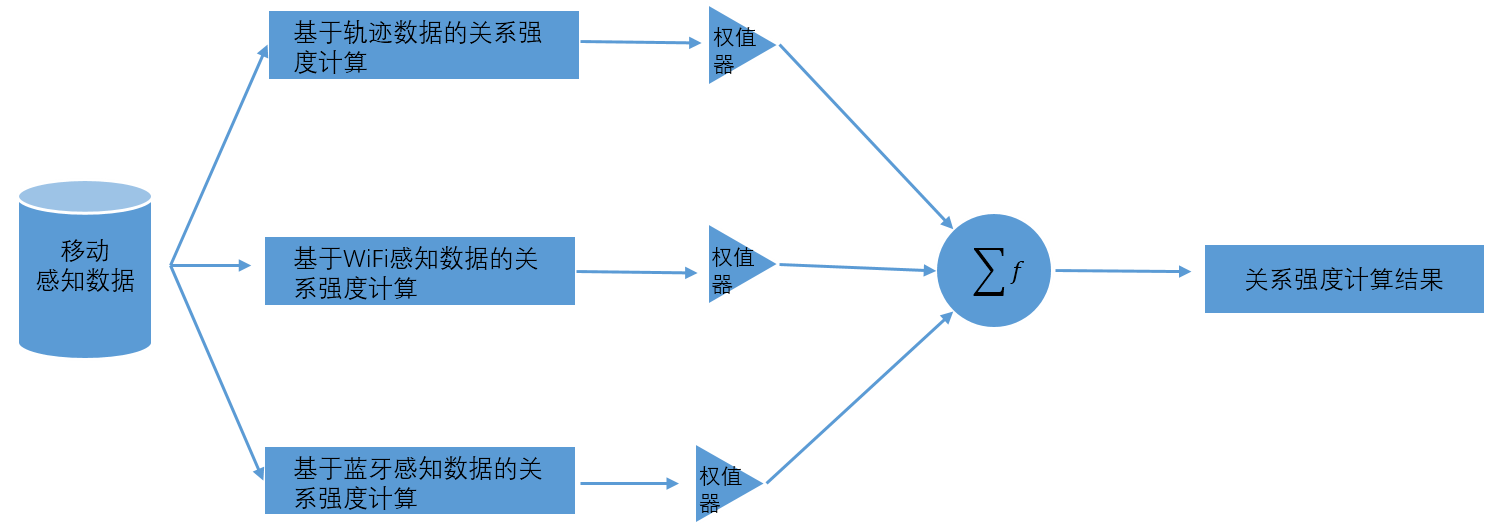 基于轨迹数据的关系强
度计算
权值
器
移动
感知数据
基于WiFi感知数据的关
系强度计算
权值
器
∑f
关系强度计算结果
基于蓝牙感知数据的关
系强度计算
权值
器